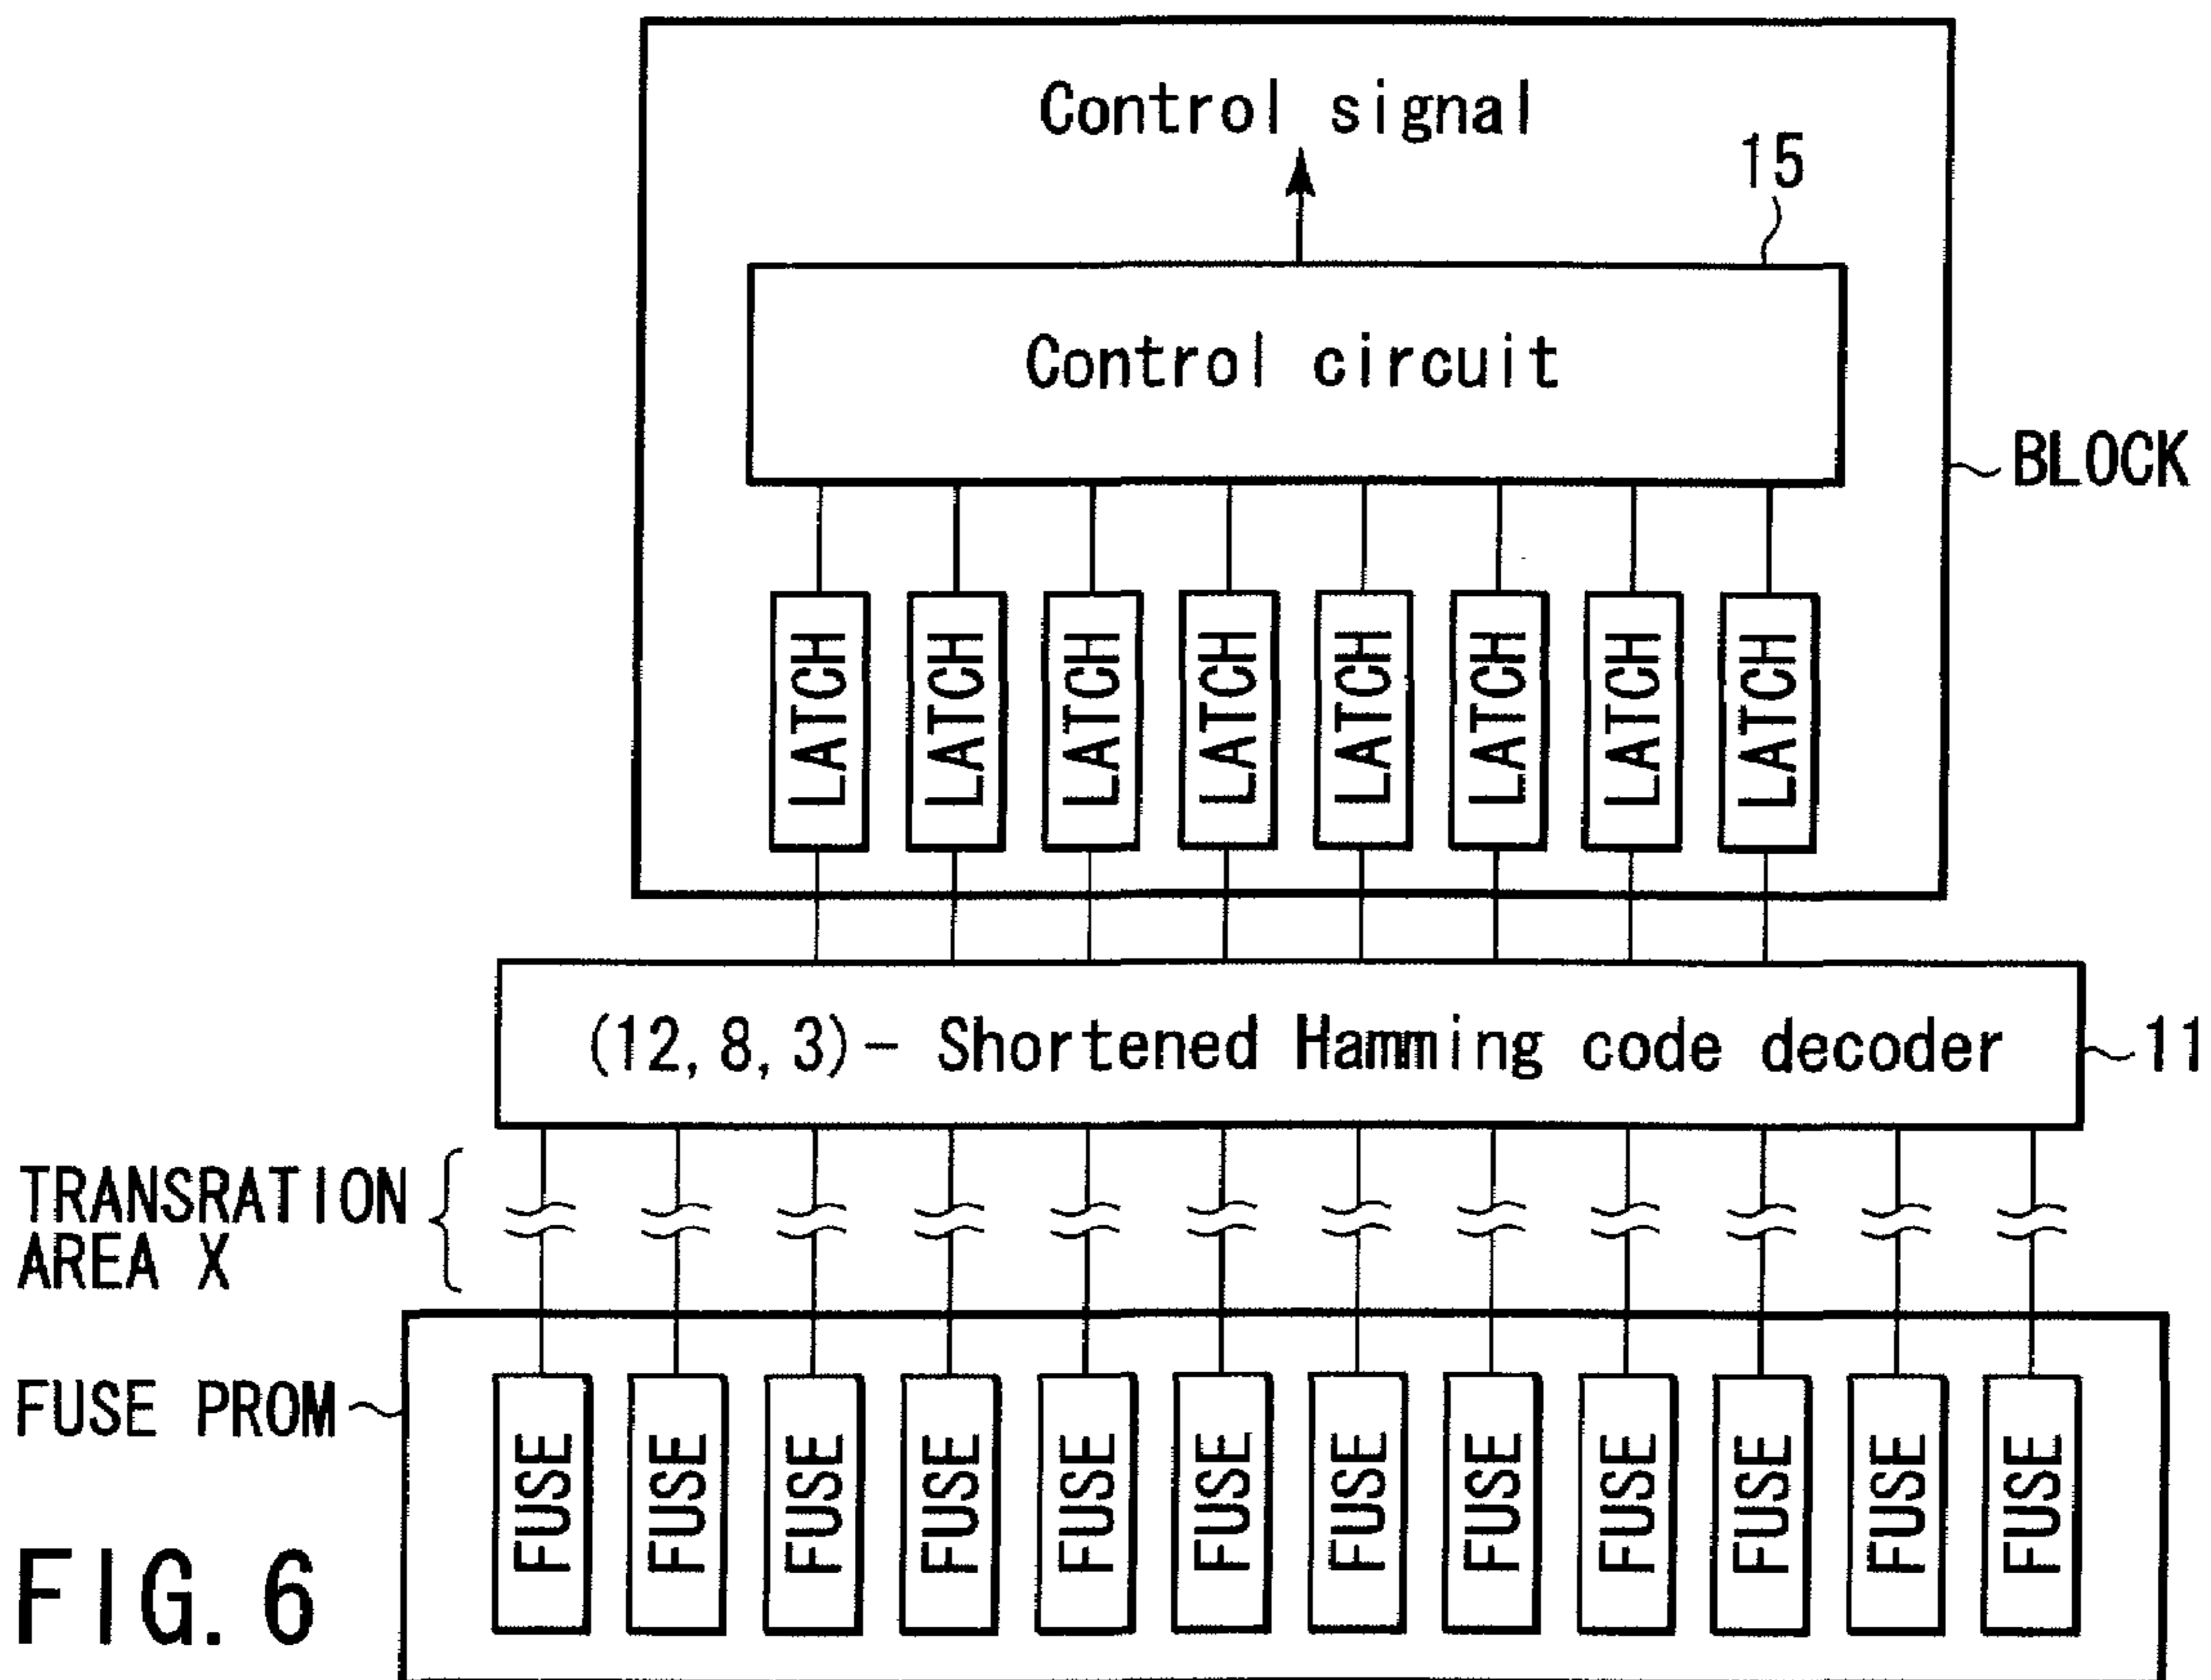 Control signal
15
Control circuit
BLOCK
LATCH
LATCH
LATCH
LATCH
LATCH
LATCH
LATCH
LATCH
(12, 8, 3)- Shortened Hamming code decoder
11
TRANSRATION
AREA X
FUSE PROM
FUSE
FUSE
FUSE
FUSE
FUSE
FUSE
FUSE
FUSE
FUSE
FUSE
FUSE
FUSE
FIG. 6